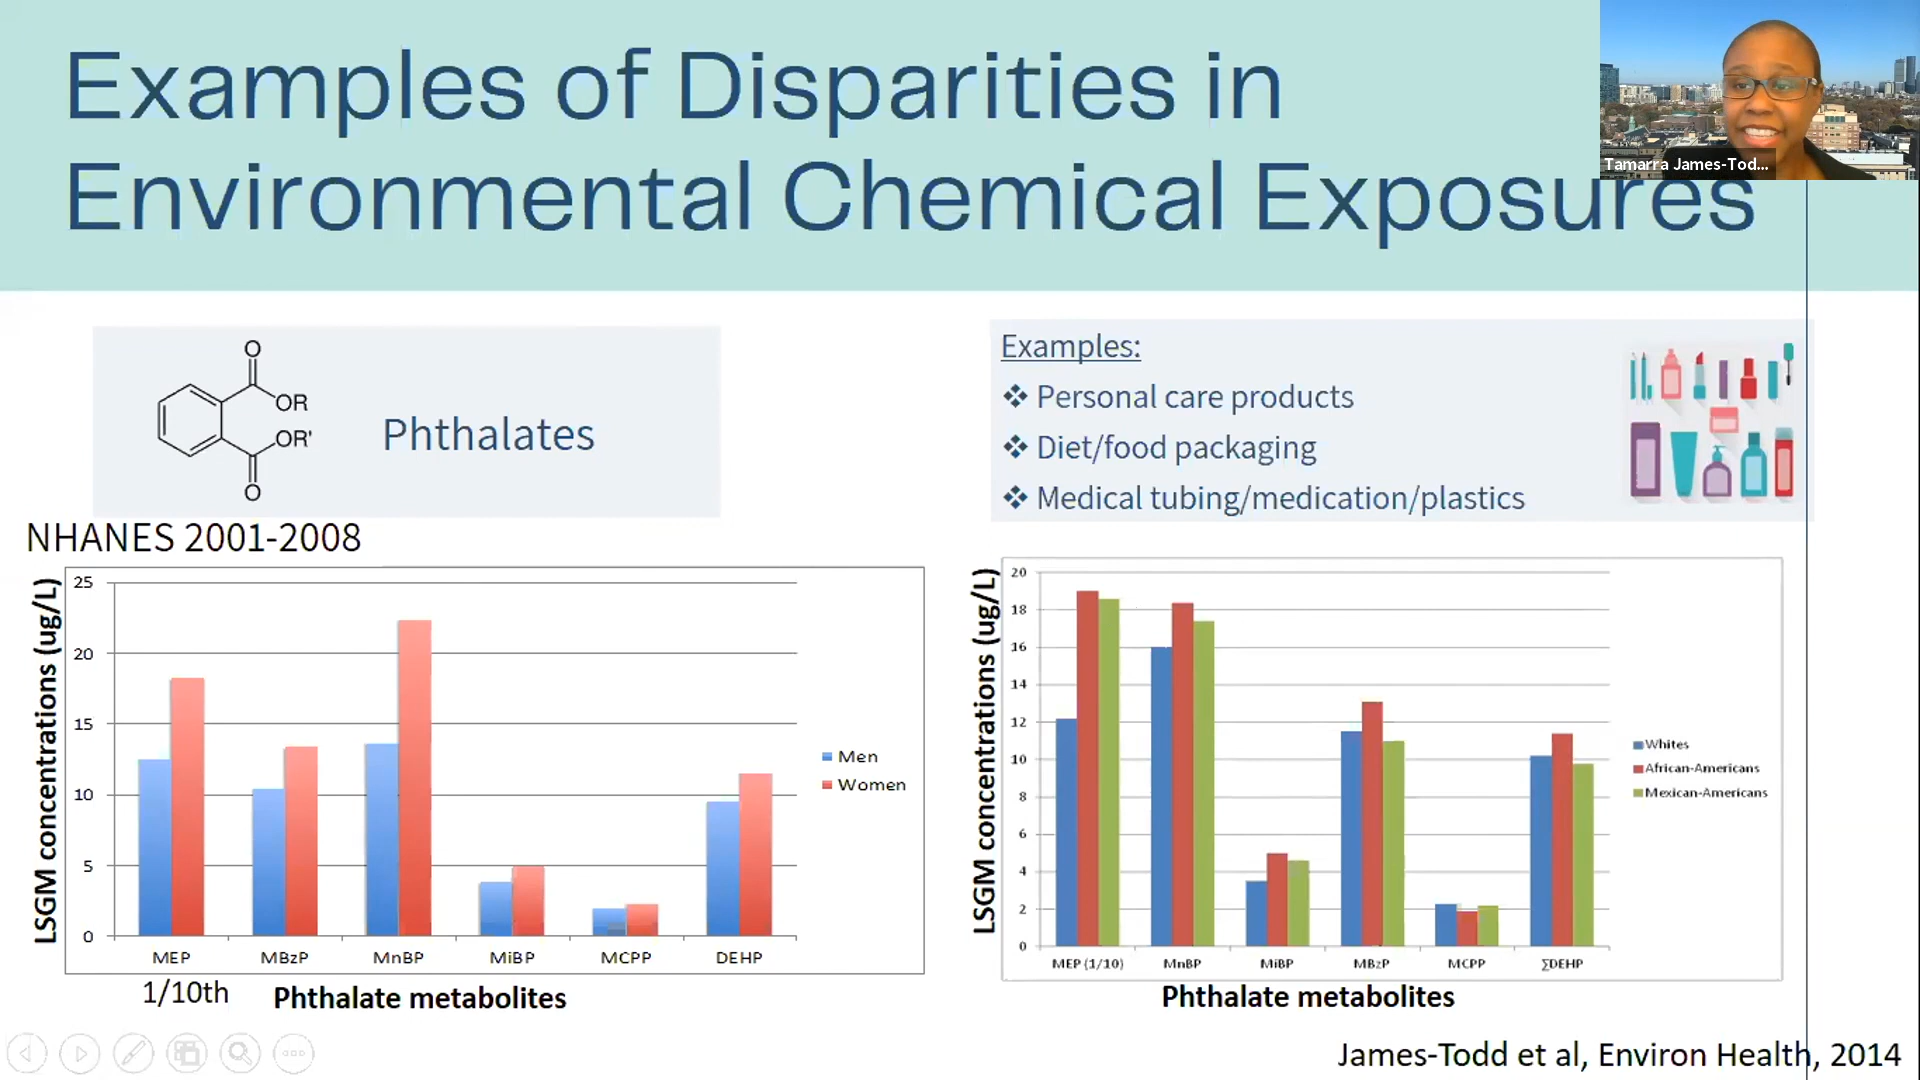 Examples of Disparities in
Environmental Chemical Exposures
Tamarra James-Tod...
O
OR
OR'
O
Phthalates
Examples:
❖ Personal care products
❖ Diet/food packaging
❖ Medical tubing/medication/plastics
NHANES 2001-2008
LSGM concentrations (ug/L)
25
20
15
10
5
0
MEP MBzP MnBP MiBP MCPP DEHP
1/10th
Phthalate metabolites
Men
Women
LSGM concentrations (ug/L)
20
18
16
14
12
10
8
6
4
2
0
MEP (1/10) MnBP MiBP MBzP MCPP ∑DEHP
Phthalate metabolites
Whites
African-Americans
Mexican-Americans
James-Todd et al, Environ Health, 2014